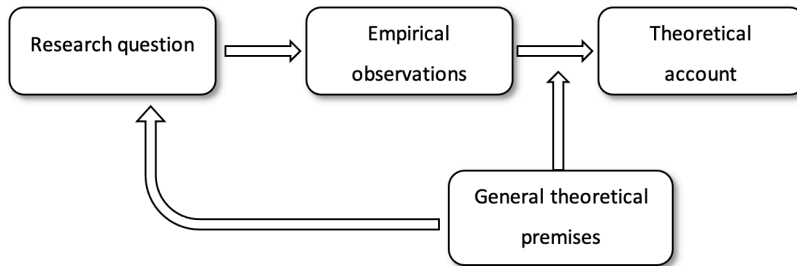 Research question
Empirical
observations
Theoretical
account
General theoretical
premises